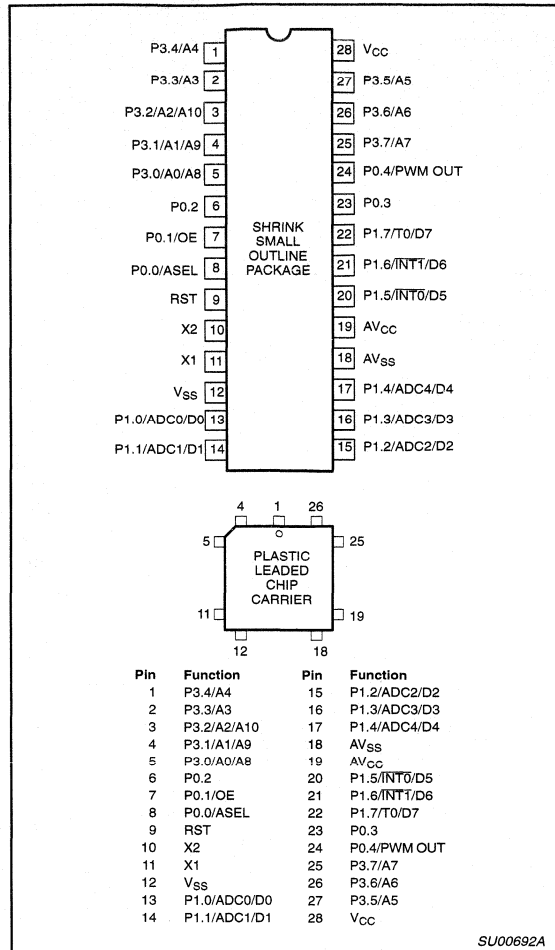 P3.4/A4 1 28 VCC
P3.3/A3 2 27 P3.5/A5
P3.2/A2/A10 3 26 P3.6/A6
P3.1/A1/A9 4 25 P3.7/A7
P3.0/A0/A8 5 24 P0.4/PWM OUT
P0.2 6 23 P0.3
P0.1/OE 7 22 P1.7/T0/D7
P0.0/ASEL 8 21 P1.6/INT1/D6
RST 9 20 P1.5/INT0/D5
X2 10 19 AVCC
X1 11 18 AVSS
VSS 12 17 P1.4/ADC4/D4
P1.0/ADC0/D0 13 16 P1.3/ADC3/D3
P1.1/ADC1/D1 14 15 P1.2/ADC2/D2
SHRINK
SMALL
OUTLINE
PACKAGE
4 1 26
5 25
PLASTIC
LEADED
CHIP
CARRIER
11 19
12 18
Pin Function Pin Function
1 P3.4/A4 15 P1.2/ADC2/D2
2 P3.3/A3 16 P1.3/ADC3/D3
3 P3.2/A2/A10 17 P1.4/ADC4/D4
4 P3.1/A1/A9 18 AVSS
5 P3.0/A0/A8 19 AVCC
6 P0.2 20 P1.5/INT0/D5
7 P0.1/OE 21 P1.6/INT1/D6
8 P0.0/ASEL 22 P1.7/T0/D7
9 RST 23 P0.3
10 X2 24 P0.4/PWM OUT
11 X1 25 P3.7/A7
12 VSS 26 P3.6/A6
13 P1.0/ADC0/D0 27 P3.5/A5
14 P1.1/ADC1/D1 28 VCC
SU00692A